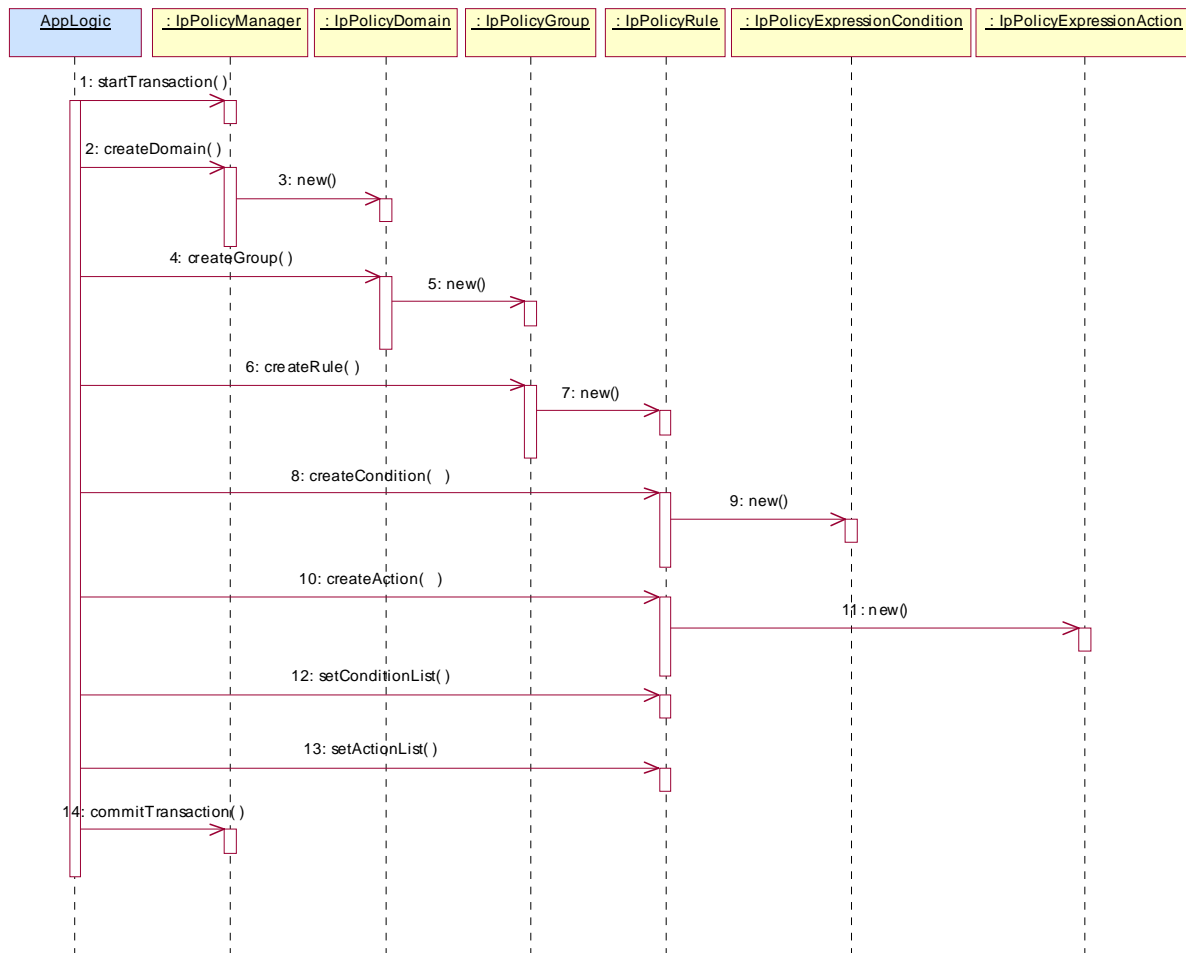 AppLogic
: IpPolicyManager
: IpPolicyDomain
: IpPolicyGroup
: IpPolicyRule
: IpPolicyExpressionCondition
: IpPolicyExpressionAction
1: startTransaction( )
2: createDomain( )
3: new()
4: createGroup( )
5: new()
6: createRule( )
7: new()
8: createCondition( )
9: new()
10: createAction( )
11: new()
12: setConditionList( )
13: setActionList( )
14: commitTransaction( )